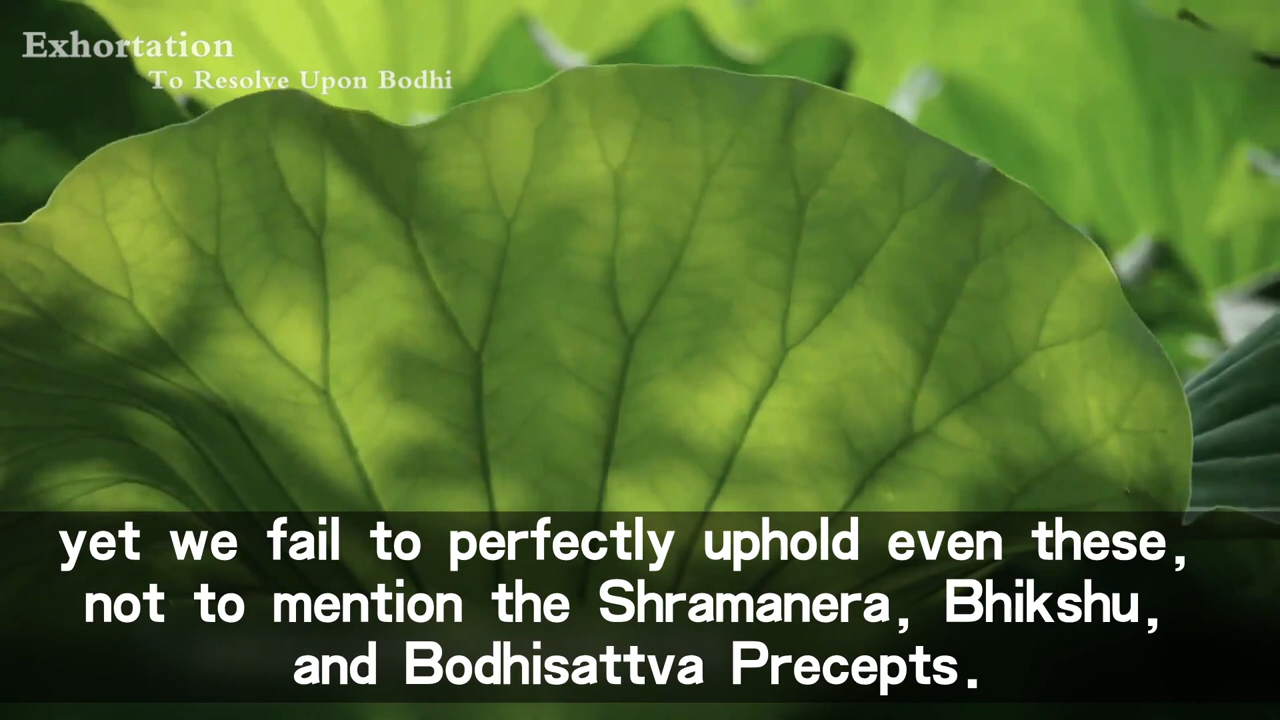 Exhortation
To Resolve Upon Bodhi
yet we fail to perfectly uphold even these,
not to mention the Shramanera, Bhikshu,
and Bodhisattva Precepts.